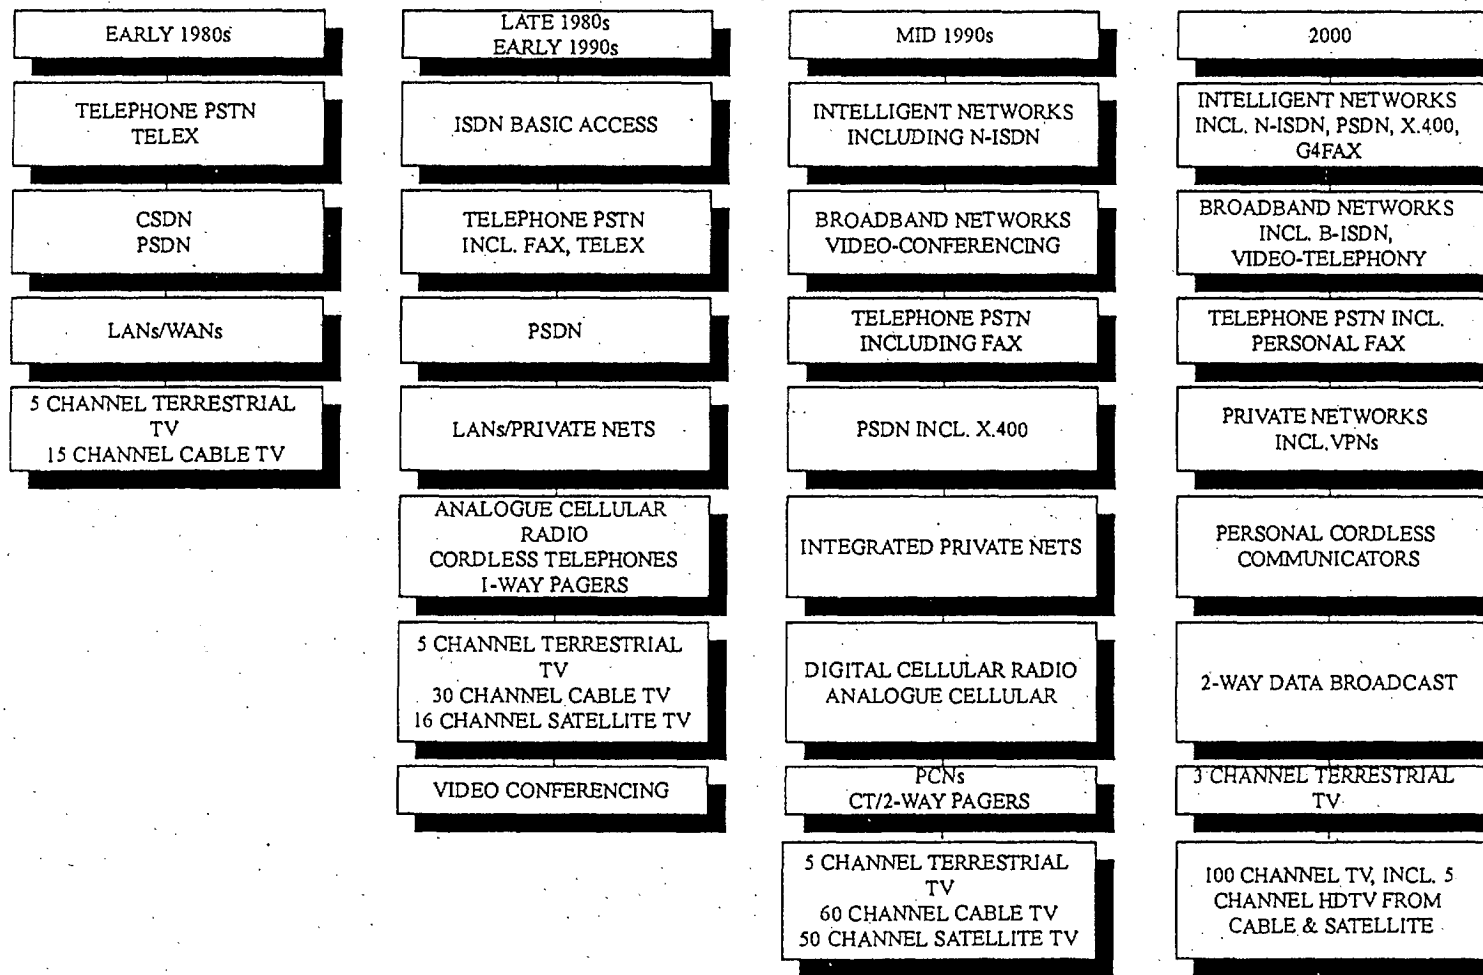 EARLY 1980s
TELEPHONE PSTN
TELEX
CSDN
PSDN
LANs/WANs
5 CHANNEL TERRESTRIAL
TV
15 CHANNEL CABLE TV
LATE 1980s
EARLY 1990s
ISDN BASIC ACCESS
TELEPHONE PSTN
INCL. FAX, TELEX
PSDN
LANs/PRIVATE NETS
ANALOGUE CELLULAR
RADIO
CORDLESS TELEPHONES
1-WAY PAGERS
5 CHANNEL TERRESTRIAL
TV
30 CHANNEL CABLE TV
16 CHANNEL SATELLITE TV
VIDEO CONFERENCING
MID 1990s
INTELLIGENT NETWORKS
INCLUDING N-ISDN
BROADBAND NETWORKS
VIDEO-CONFERENCING
TELEPHONE PSTN
INCLUDING FAX
PSDN INCL. X.400
INTEGRATED PRIVATE NETS
DIGITAL CELLULAR RADIO
ANALOGUE CELLULAR
PCNs
CT/2-WAY PAGERS
5 CHANNEL TERRESTRIAL
TV
60 CHANNEL CABLE TV
50 CHANNEL SATELLITE TV
2000
INTELLIGENT NETWORKS
INCL. N-ISDN, PSDN, X.400,
G4FAX
BROADBAND NETWORKS
INCL. B-ISDN,
VIDEO-TELEPHONY
TELEPHONE PSTN INCL.
PERSONAL FAX
PRIVATE NETWORKS
INCL. VPNs
PERSONAL CORDLESS
COMMUNICATORS
2-WAY DATA BROADCAST
3 CHANNEL TERRESTRIAL
TV
100 CHANNEL TV, INCL. 5
CHANNEL HDTV FROM
CABLE & SATELLITE